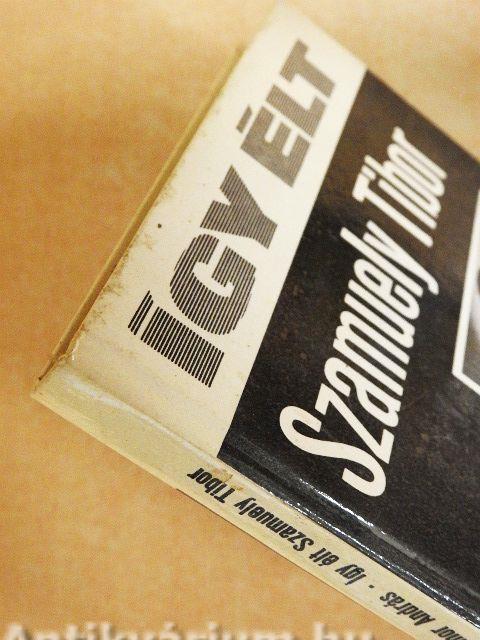 ÍGY ÉLT
Szamuely Tibor
András · Így élt Szamuely Tibor
Antikvárium.hu